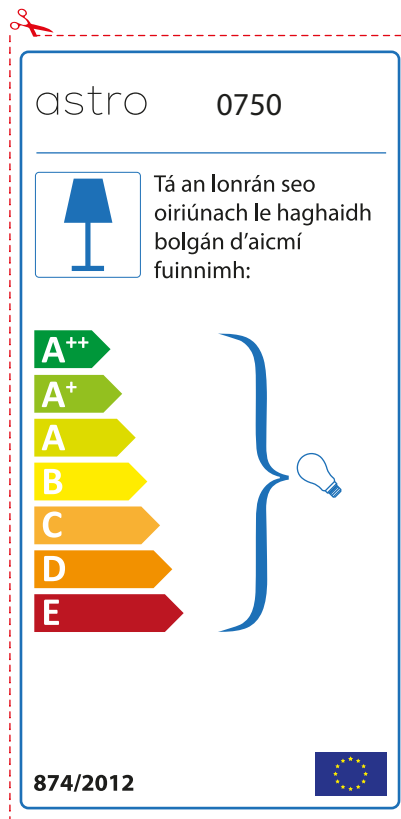 astro 0750
Tá an lonrán seo
oiriúnach le haghaidh
bolgán d'aicmí
fuinnimh:
A++
A+
A
B
C
D
E
874/2012